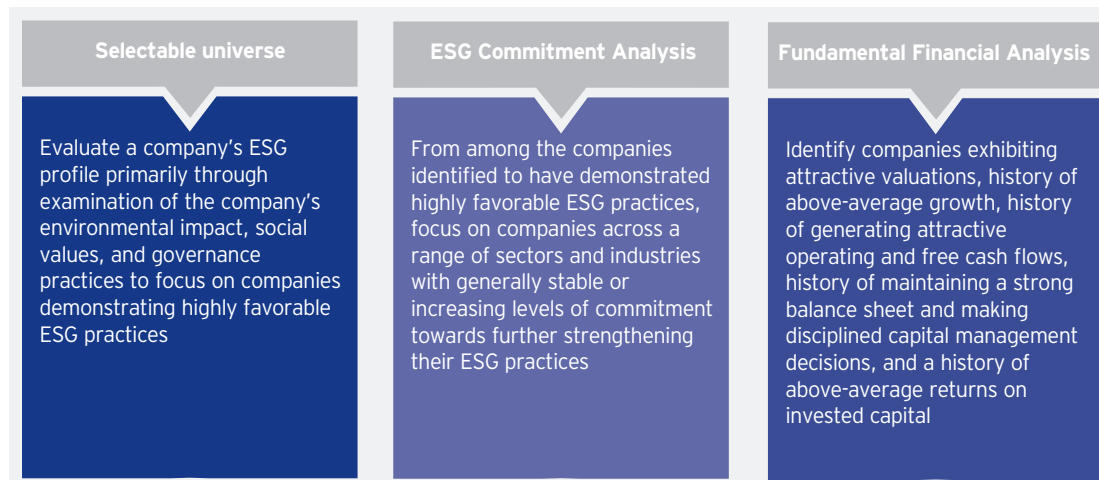 Selectable universe
Evaluate a company's ESG
profile primarily through
examination of the company's
environmental impact, social
values, and governance
practices to focus on companies
demonstrating highly favorable
ESG practices
ESG Commitment Analysis
From among the companies
identified to have demonstrated
highly favorable ESG practices,
focus on companies across a
range of sectors and industries
with generally stable or
increasing levels of commitment
towards further strengthening
their ESG practices
Fundamental Financial Analysis
Identify companies exhibiting
attractive valuations, history of
above-average growth, history
of generating attractive
operating and free cash flows,
history of maintaining a strong
balance sheet and making
disciplined capital management
decisions, and a history of
above-average returns on
invested capital